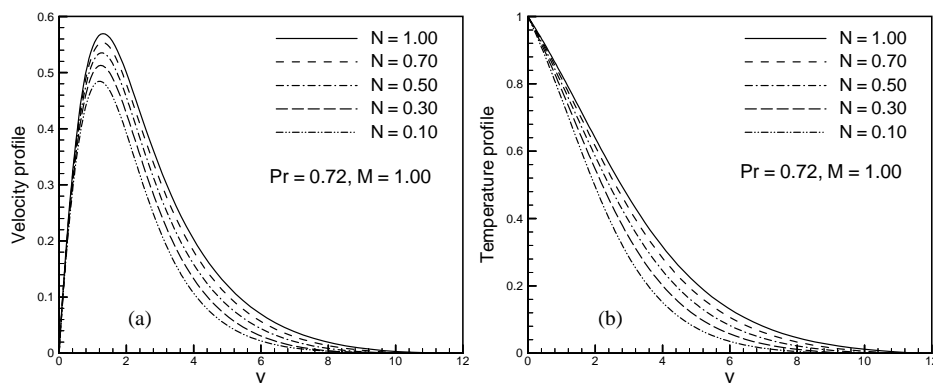 Velocity profile
0.6
0.5
0.4
0.3
0.2
0.1
0
0
2
4
6
8
10
12
y
N = 1.00
N = 0.70
N = 0.50
N = 0.30
N = 0.10
Pr = 0.72, M = 1.00
(a)
Temperature profile
1
0.8
0.6
0.4
0.2
0
0
2
4
6
8
10
12
y
N = 1.00
N = 0.70
N = 0.50
N = 0.30
N = 0.10
Pr = 0.72, M = 1.00
(b)